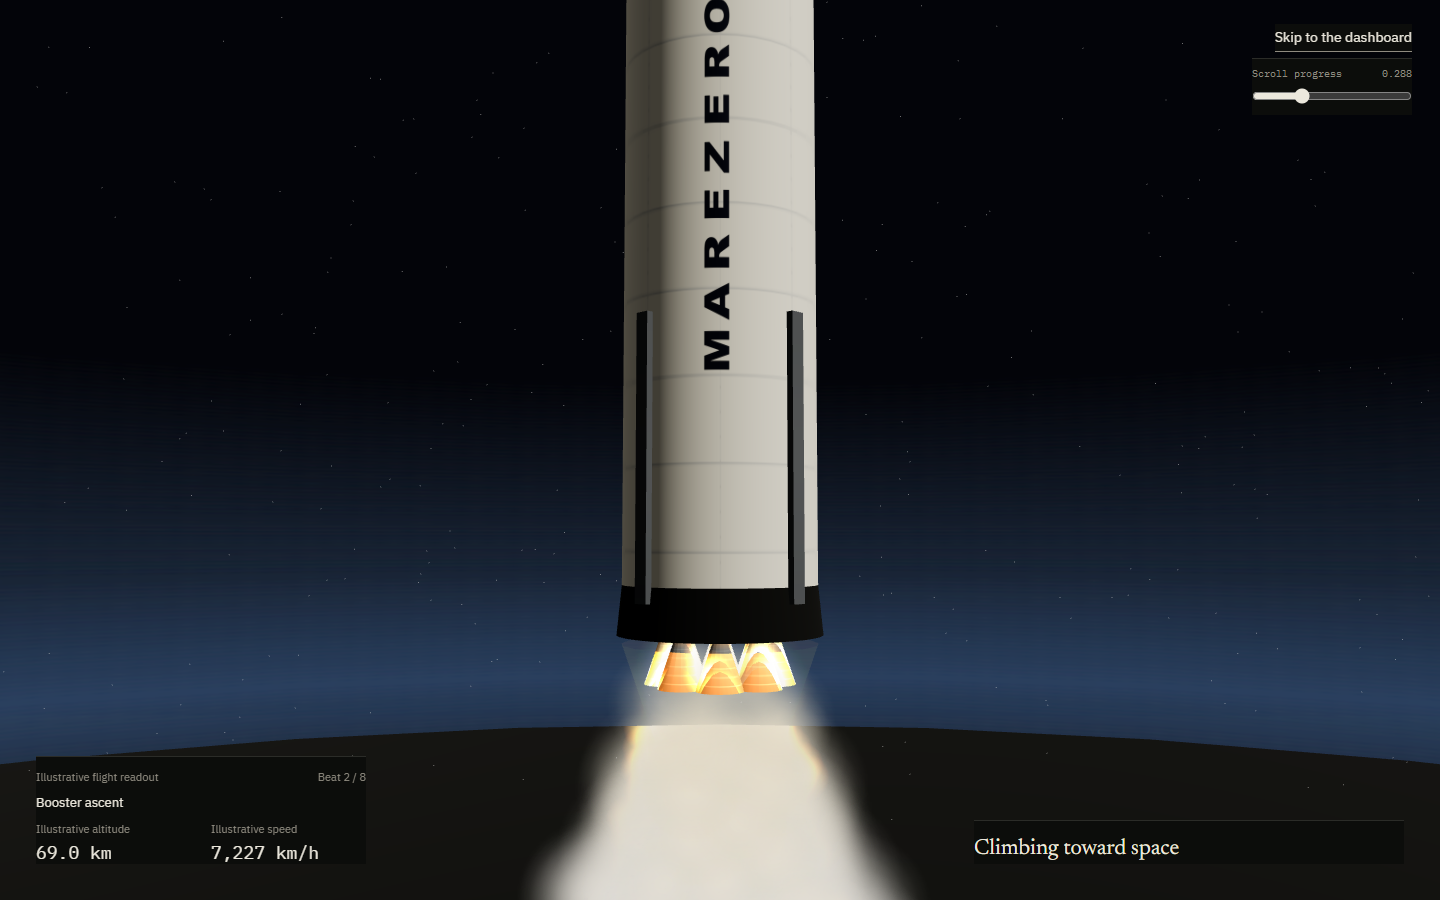 MAREZERO
Skip to the dashboard
Scroll progress 0.288
Illustrative flight readout Beat 2 / 8
Booster ascent
Illustrative altitude Illustrative speed
69.0 km 7,227 km/h
Climbing toward space